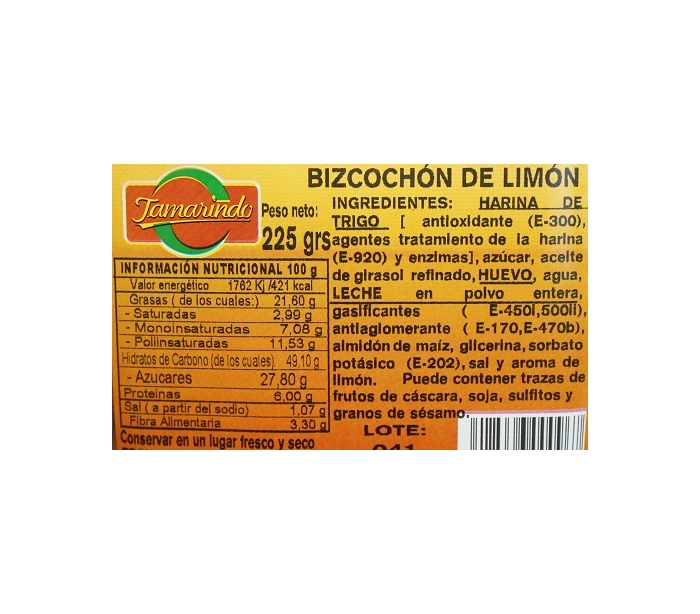 BIZCOCHÓN DE LIMÓN
Tamarindo
Peso neto:
225 grs
INFORMACIÓN NUTRICIONAL 100 g
Valor energético 1762 Kj /421 kcal
Grasas ( de los cuales:) 21,60 g
- Saturadas 2,99 g
- Monoinsaturadas 7,08 g
- Poliinsaturadas 11,53 g
Hidratos de Carbono (de los cuales): 49,10 g
- Azucares 27,80 g
Proteinas 6,00 g
Sal ( a partir del sodio) 1,07 g
Fibra Alimentaria 3,30 g
Conservar en un lugar fresco y seco
INGREDIENTES: HARINA DE
TRIGO [ antioxidante (E-300),
agentes tratamiento de la harina
(E-920) y enzimas], azúcar, aceite
de girasol refinado, HUEVO, agua,
LECHE en polvo entera,
gasificantes ( E-450i,500ii),
antiaglomerante ( E-170,E-470b),
almidón de maíz, glicerina, sorbato
potásico (E-202), sal y aroma de
limón. Puede contener trazas de
frutos de cáscara, soja, sulfitos y
granos de sésamo.
LOTE: